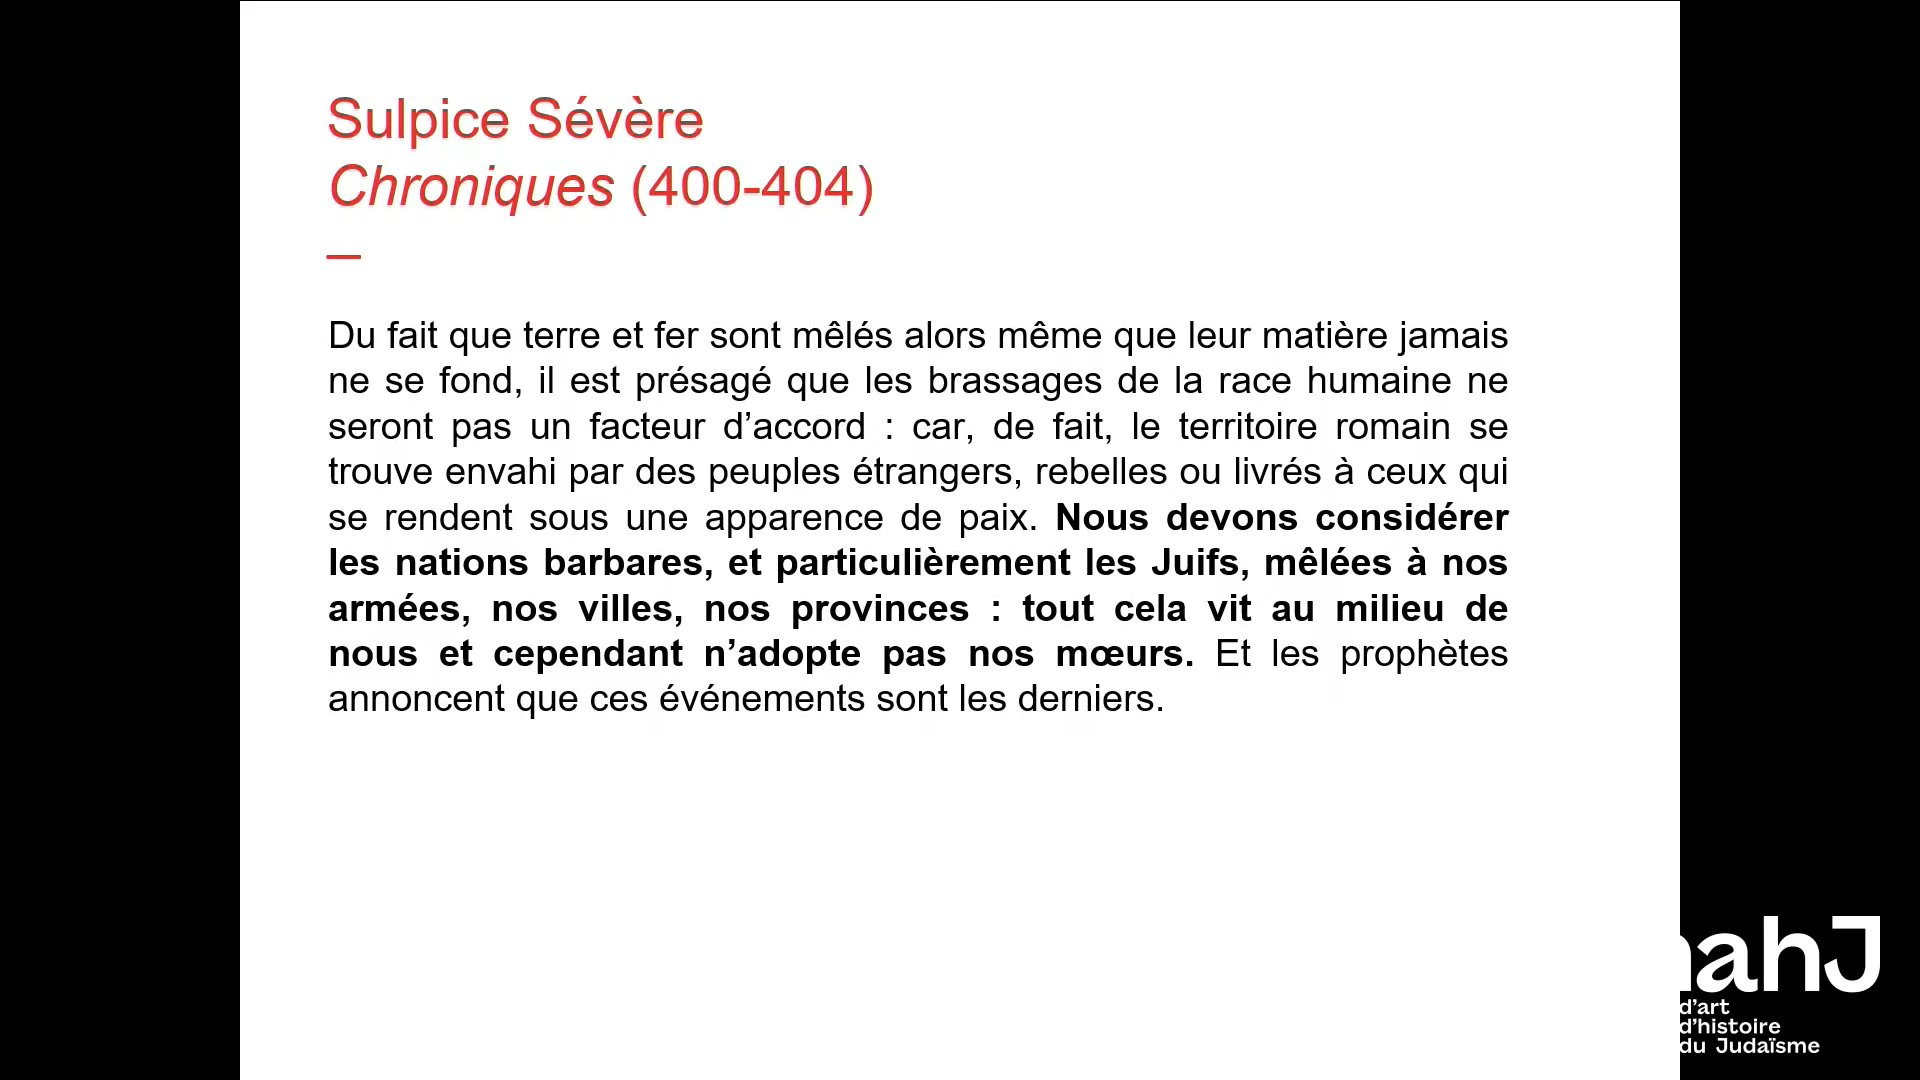 Sulpice Sévère
Chroniques (400-404)
Du fait que terre et fer sont mêlés alors même que leur matière jamais
ne se fond, il est présagé que les brassages de la race humaine ne
seront pas un facteur d’accord : car, de fait, le territoire romain se
trouve envahi par des peuples étrangers, rebelles ou livrés à ceux qui
se rendent sous une apparence de paix. Nous devons considérer
les nations barbares, et particulièrement les Juifs, mêlées à nos
armées, nos villes, nos provinces : tout cela vit au milieu de
nous et cependant n’adopte pas nos mœurs. Et les prophètes
annoncent que ces événements sont les derniers.
ahJ
d’art
d’histoire
du Judaïsme